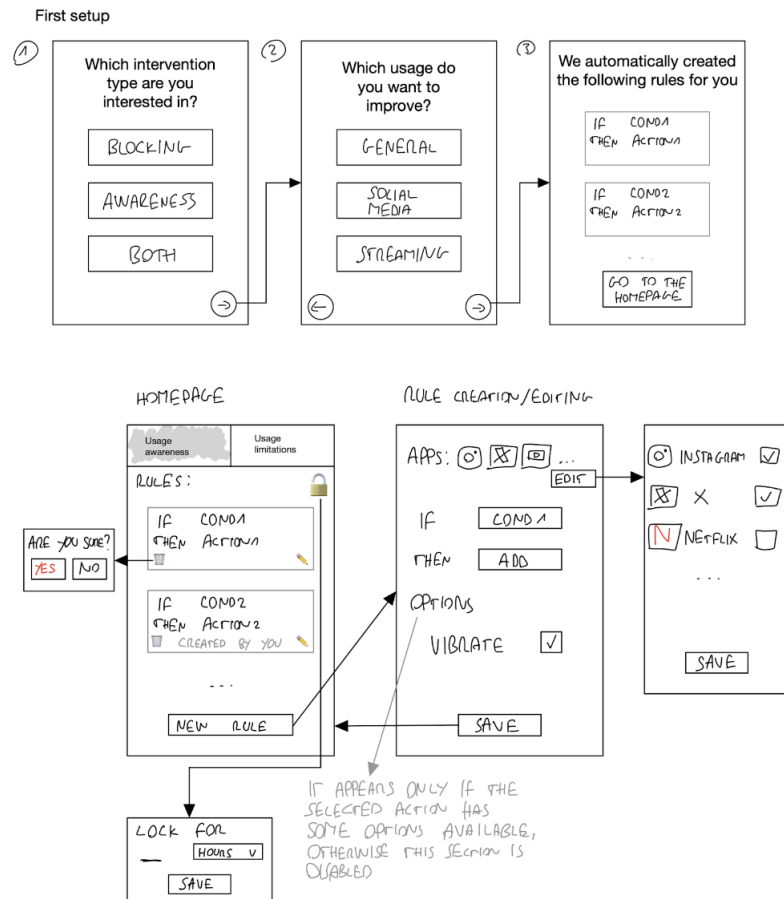 First setup
1
Which intervention
type are you
interested in?
BLOCKING
AWARENESS
BOTH
2
Which usage do
you want to
improve?
GENERAL
SOCIAL
MEDIA
STREAMING
3
We automatically created
the following rules for you
IF COND1
THEN ACTION1
IF COND2
THEN ACTION2
...
GO TO THE
HOMEPAGE
HOMEPAGE
Usage
awareness
Usage
limitations
RULES:
IF COND1
THEN ACTION1
IF COND2
THEN ACTION2
CREATED BY YOU
...
NEW RULE
ARE YOU SURE?
YES NO
LOCK FOR
HOURS V
SAVE
RULE CREATION/EDITING
APPS: ...
EDIT
IF COND1
THEN ADD
OPTIONS
VIBRATE
SAVE
IT APPEARS ONLY IF THE
SELECTED ACTION HAS
SOME OPTIONS AVAILABLE,
OTHERWISE THIS SECTION IS
DISABLED
INSTAGRAM
X
N NETFLIX
...
SAVE